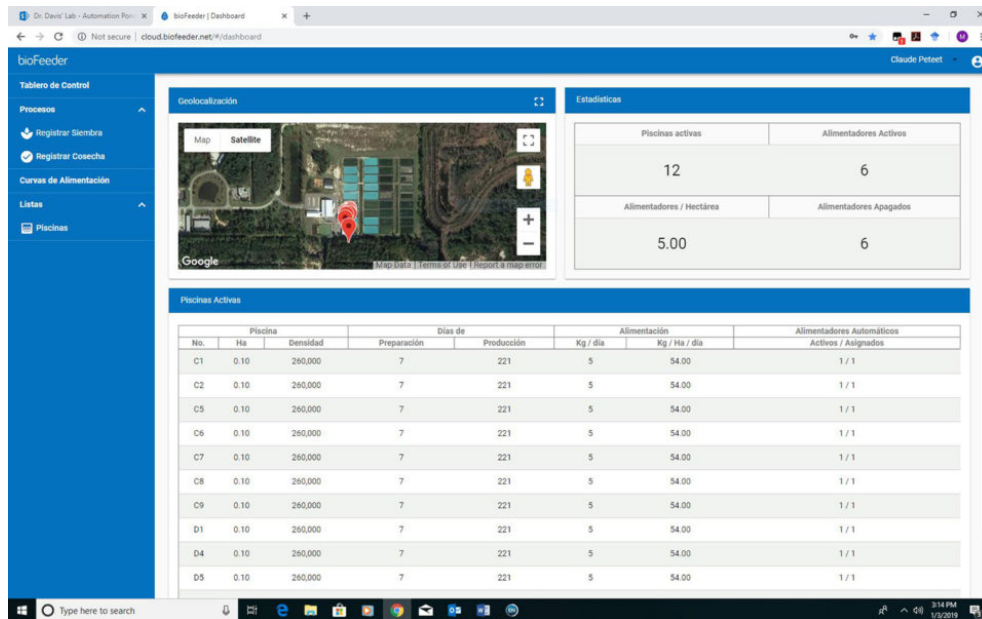 Dr. Davis' Lab - Automation Pon
bioFeeder | Dashboard
Not secure | cloud.biofeeder.net/#/dashboard
bioFeeder
Claude Peteet
Tablero de Control
Procesos
Registrar Siembra
Registrar Cosecha
Curvas de Alimentación
Listas
Piscinas
Geolocalización
Map Satellite
Google
Map Data | Terms of Use | Report a map error
Estadísticas
Piscinas activas Alimentadores Activos
12 6
Alimentadores / Hectárea Alimentadores Apagados
5.00 6
Piscinas Activas
Piscina Días de Alimentación Alimentadores Automáticos
No. Ha Densidad Preparación Producción Kg / día Kg / Ha / día Activos / Asignados
C1 0.10 260,000 7 221 5 54.00 1 / 1
C2 0.10 260,000 7 221 5 54.00 1 / 1
C5 0.10 260,000 7 221 5 54.00 1 / 1
C6 0.10 260,000 7 221 5 54.00 1 / 1
C7 0.10 260,000 7 221 5 54.00 1 / 1
C8 0.10 260,000 7 221 5 54.00 1 / 1
C9 0.10 260,000 7 221 5 54.00 1 / 1
D1 0.10 260,000 7 221 5 54.00 1 / 1
D4 0.10 260,000 7 221 5 54.00 1 / 1
D5 0.10 260,000 7 221 5 54.00 1 / 1
Type here to search
3:14 PM
1/3/2019